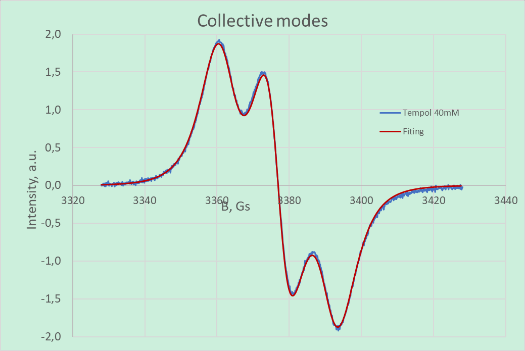 Collective modes
2,0
1,5
1,0
0,5
0,0
-0,5
-1,0
-1,5
-2,0
Intensity, a.u.
3320 3340 3360 3380 3400 3420 3440
B, Gs
Tempol 40mM
Fiting